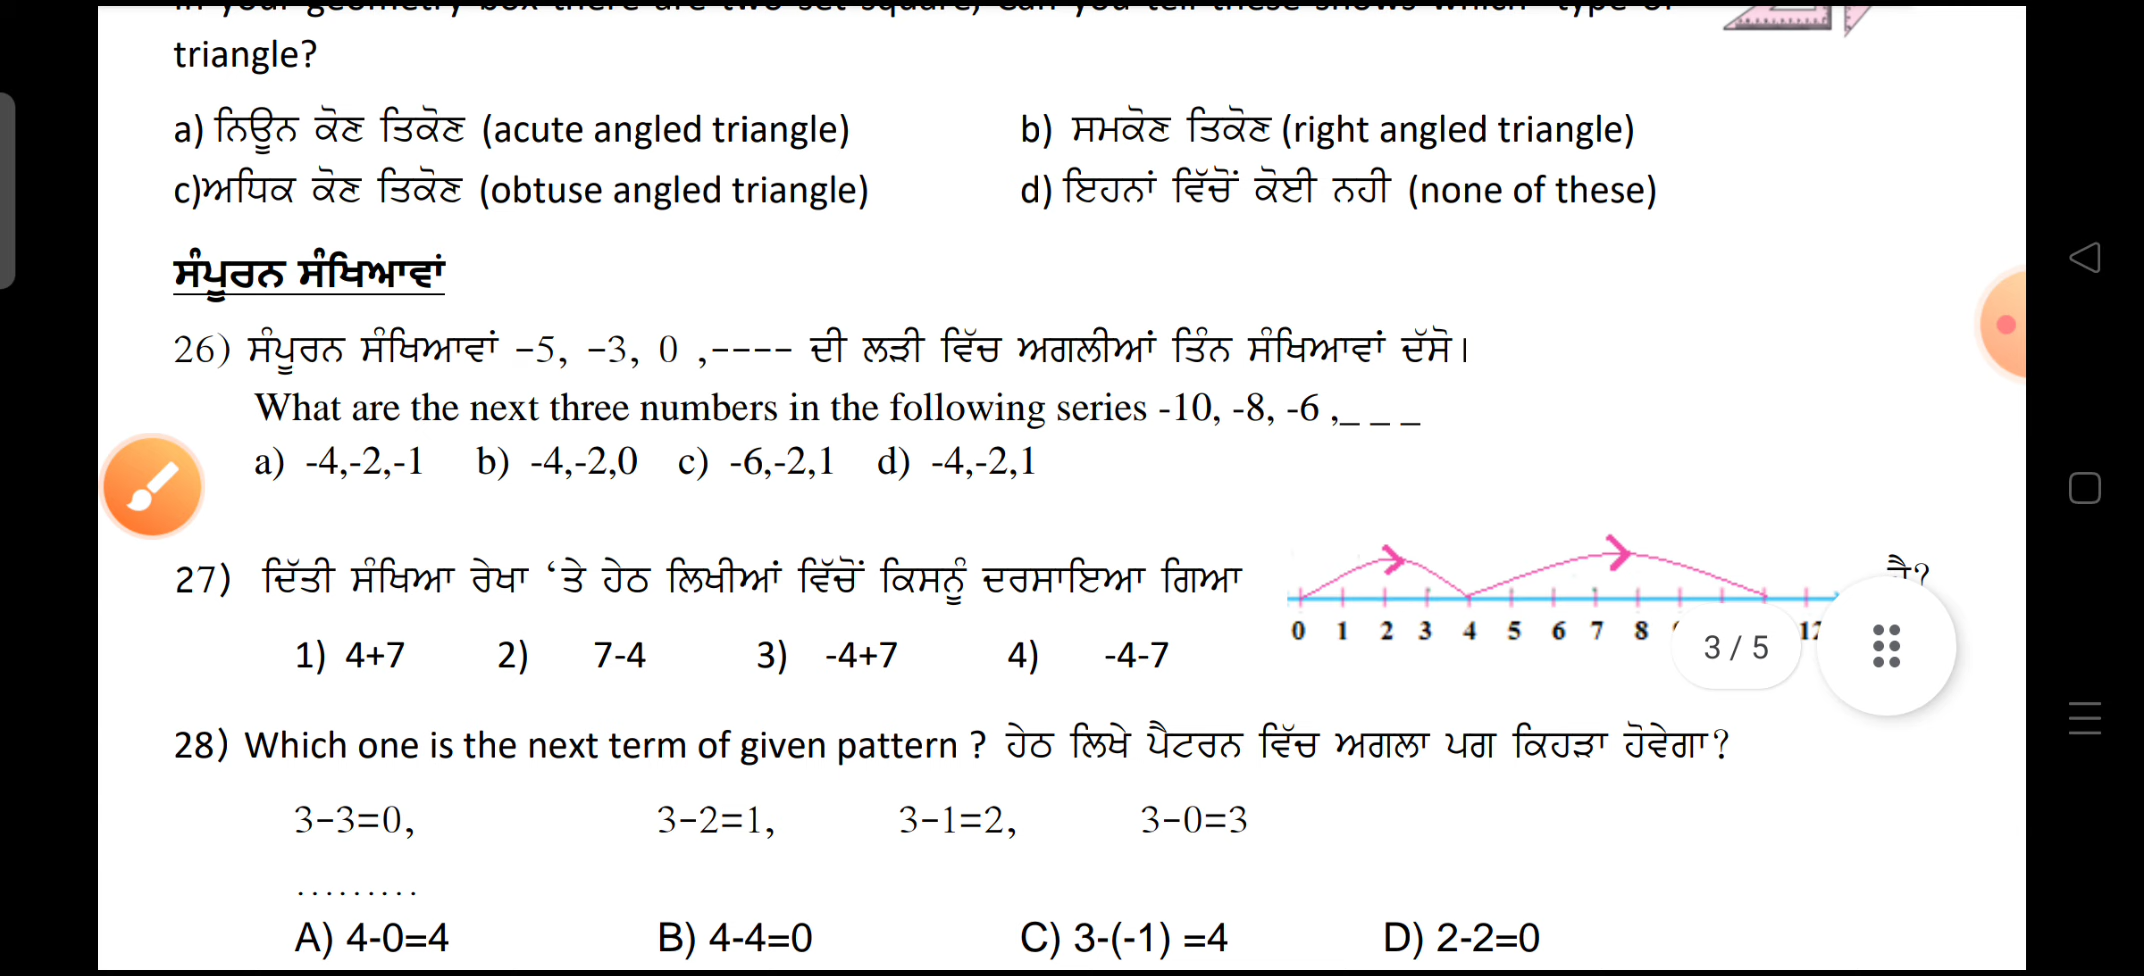 triangle?
a) ਨਿਊਨ ਕੋਣ ਤਿਕੋਣ (acute angled triangle) b) ਸਮਕੋਣ ਤਿਕੋਣ (right angled triangle)
c)ਅਧਿਕ ਕੋਣ ਤਿਕੋਣ (obtuse angled triangle) d) ਇਹਨਾਂ ਵਿੱਚੋਂ ਕੋਈ ਨਹੀ (none of these)
ਸੰਪੂਰਨ ਸੰਖਿਆਵਾਂ
26) ਸੰਪੂਰਨ ਸੰਖਿਆਵਾਂ -5, -3, 0 ,---- ਦੀ ਲੜੀ ਵਿੱਚ ਅਗਲੀਆਂ ਤਿੰਨ ਸੰਖਿਆਵਾਂ ਦੱਸੋ।
What are the next three numbers in the following series -10, -8, -6 ,_ _ _
a) -4,-2,-1 b) -4,-2,0 c) -6,-2,1 d) -4,-2,1
27) ਦਿੱਤੀ ਸੰਖਿਆ ਰੇਖਾ ‘ਤੇ ਹੇਠ ਲਿਖੀਆਂ ਵਿੱਚੋਂ ਕਿਸਨੂੰ ਦਰਸਾਇਆ ਗਿਆ ਹੈ?
0 1 2 3 4 5 6 7 8 12
3 / 5
1) 4+7 2) 7-4 3) -4+7 4) -4-7
28) Which one is the next term of given pattern ? ਹੇਠ ਲਿਖੇ ਪੈਟਰਨ ਵਿੱਚ ਅਗਲਾ ਪਗ ਕਿਹੜਾ ਹੋਵੇਗਾ?
3-3=0, 3-2=1, 3-1=2, 3-0=3
.........
A) 4-0=4 B) 4-4=0 C) 3-(-1) =4 D) 2-2=0